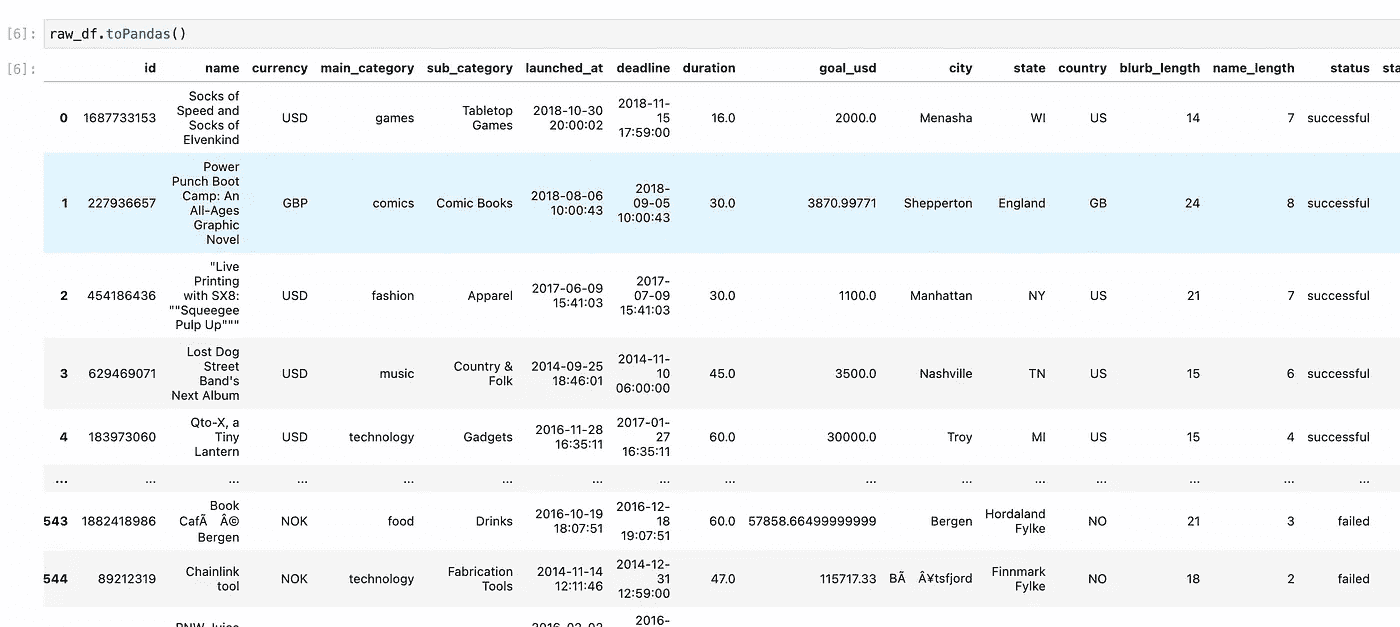 [6]: raw_df.toPandas()
[6]: id name currency main_category sub_category launched_at deadline duration goal_usd city state country blurb_length name_length status sta
Socks of
Speed and
Socks of
Elvenkind
0 1687733153 USD games Tabletop Games 2018-10-30 20:00:02 2018-11-15 17:59:00 16.0 2000.0 Menasha WI US 14 7 successful
Power
Punch Boot
Camp: An
All-Ages
Graphic
Novel
1 227936657 GBP comics Comic Books 2018-08-06 10:00:43 2018-09-05 10:00:43 30.0 3870.99771 Shepperton England GB 24 8 successful
"Live
Printing
with SX8:
""Squeegee
Pulp Up"""
2 454186436 USD fashion Apparel 2017-06-09 15:41:03 2017-07-09 15:41:03 30.0 1100.0 Manhattan NY US 21 7 successful
Lost Dog
Street
Band's
Next Album
3 629469071 USD music Country & Folk 2014-09-25 18:46:01 2014-11-10 06:00:00 45.0 3500.0 Nashville TN US 15 6 successful
Qto-X, a
Tiny
Lantern
4 183973060 USD technology Gadgets 2016-11-28 16:35:11 2017-01-27 16:35:11 60.0 30000.0 Troy MI US 15 4 successful
... ... ... ... ... ... ... ... ... ... ... ... ... ... ... ...
Book
CafÃ Â©
Bergen
543 1882418986 NOK food Drinks 2016-10-19 18:07:51 2016-12-18 19:07:51 60.0 57858.66499999999 Bergen Hordaland Fylke NO 21 3 failed
Chainlink
tool
544 89212319 NOK technology Fabrication Tools 2014-11-14 12:11:46 2014-12-31 12:59:00 47.0 115717.33 BÃ Â¥tsfjord Finnmark Fylke NO 18 2 failed
2016-